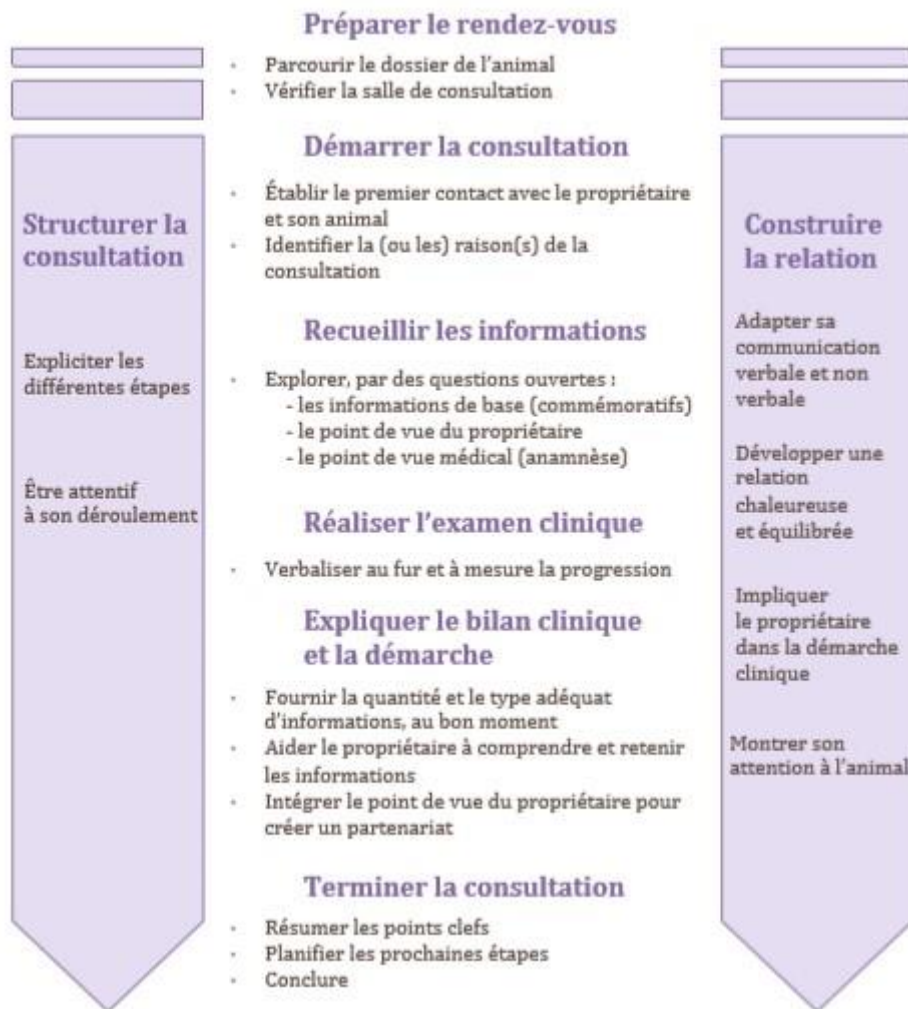 Préparer le rendez-vous
• Parcourir le dossier de l'animal
• Vérifier la salle de consultation
Démarrer la consultation
• Établir le premier contact avec le propriétaire
et son animal
• Identifier la (ou les) raison(s) de la
consultation
Recueillir les informations
• Explorer, par des questions ouvertes :
- les informations de base (commémoratifs)
- le point de vue du propriétaire
- le point de vue médical (anamnèse)
Réaliser l'examen clinique
• Verbaliser au fur et à mesure la progression
Expliquer le bilan clinique
et la démarche
• Fournir la quantité et le type adéquat
d'informations, au bon moment
• Aider le propriétaire à comprendre et retenir
les informations
• Intégrer le point de vue du propriétaire pour
créer un partenariat
Terminer la consultation
• Résumer les points clefs
• Planifier les prochaines étapes
• Conclure
Structurer la
consultation
Expliciter les
différentes étapes
Être attentif
à son déroulement
Construire
la relation
Adapter sa
communication
verbale et non
verbale
Développer une
relation
chaleureuse
et équilibrée
Impliquer
le propriétaire
dans la démarche
clinique
Montrer son
attention à l'animal